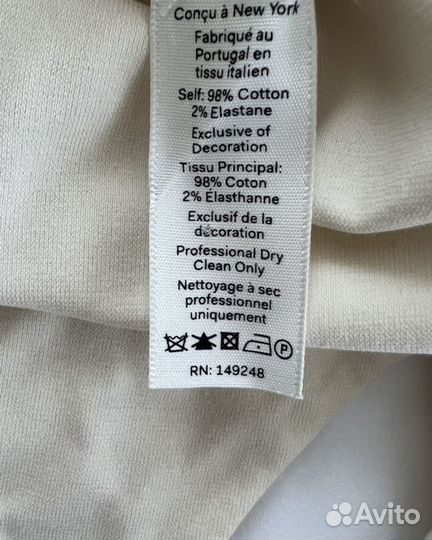 Conçu à New York
Fabriqué au
Portugal en
tissu italien
Self: 98% Cotton
2% Elastane
Exclusive of
Decoration
Tissu Principal:
98% Coton
2% Élasthanne
Exclusif de la
décoration
Professional Dry
Clean Only
Nettoyage à sec
professionnel
uniquement
P
RN: 149248
Avito